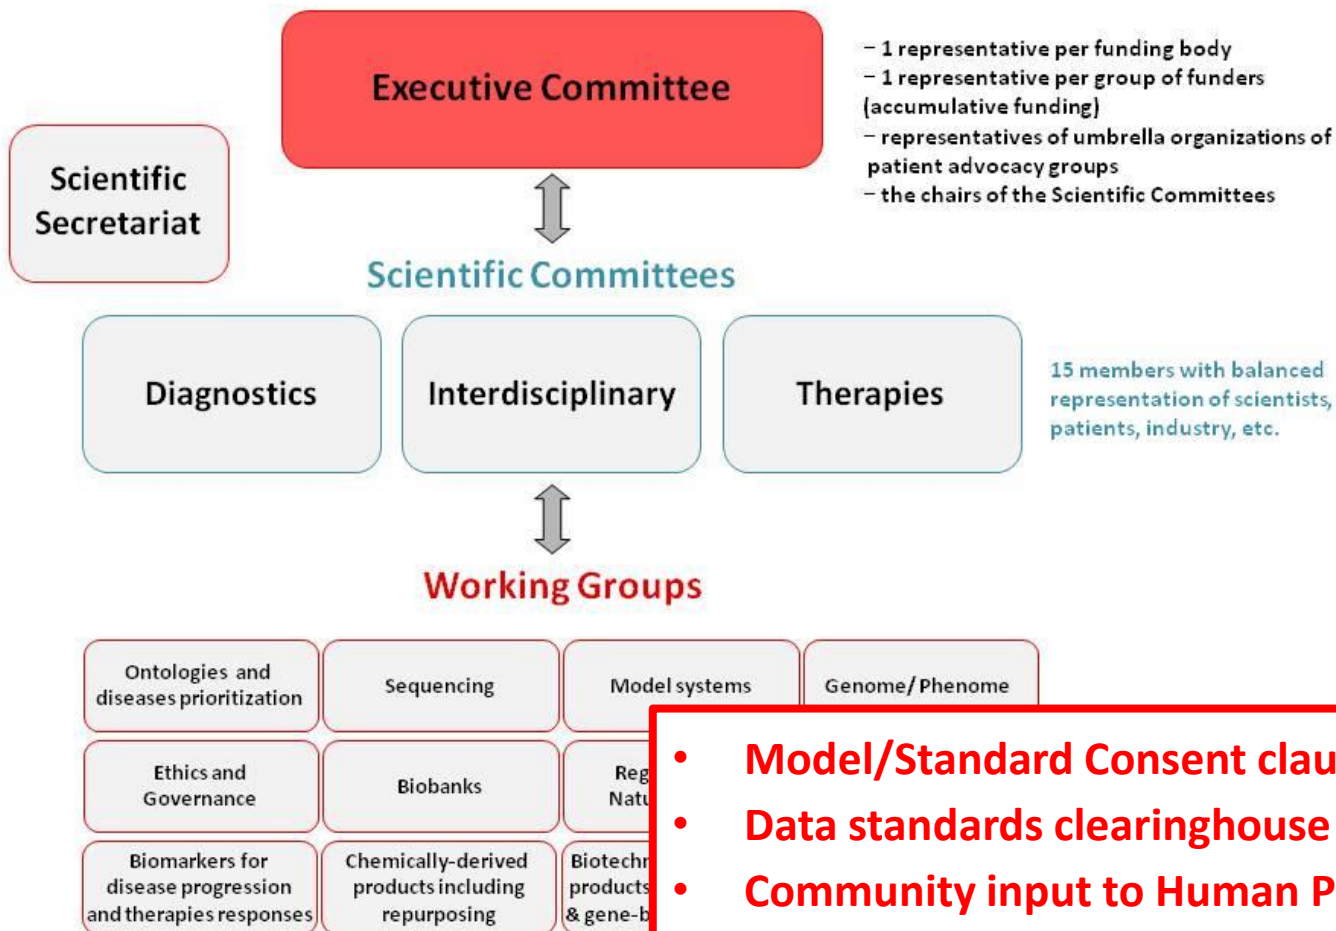 Executive Committee
– 1 representative per funding body
– 1 representative per group of funders
(accumulative funding)
– representatives of umbrella organizations of
patient advocacy groups
– the chairs of the Scientific Committees
Scientific
Secretariat
Scientific Committees
Diagnostics
Interdisciplinary
Therapies
15 members with balanced
representation of scientists,
patients, industry, etc.
Working Groups
Ontologies and
diseases prioritization
Sequencing
Model systems
Genome/ Phenome
Ethics and
Governance
Biobanks
Biomarkers for
disease progression
and therapies responses
Chemically-derived
products including
repurposing
products
&
• Model/Standard Consent
• Data standards clearinghouse
• Community input to Human